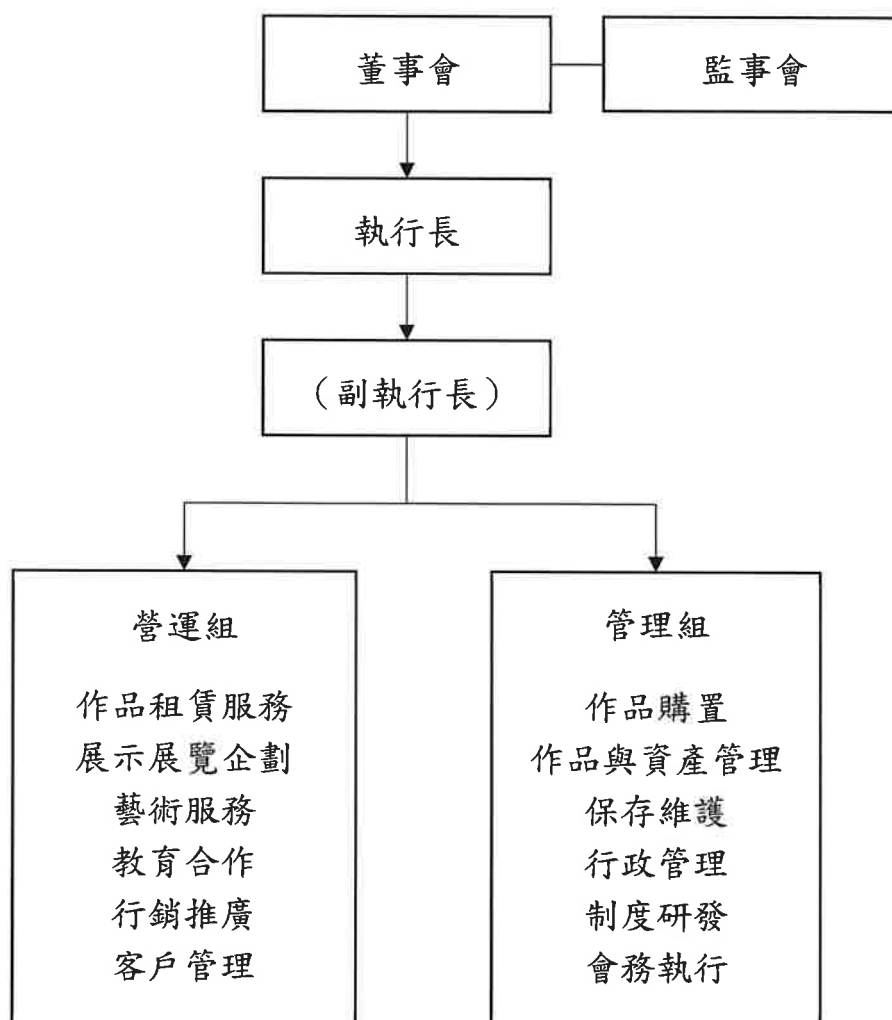 董事會
監事會
執行長
（副執行長）
營運組
作品租賃服務
展示展覽企劃
藝術服務
教育合作
行銷推廣
客戶管理
管理組
作品購置
作品與資產管理
保存維護
行政管理
制度研發
會務執行